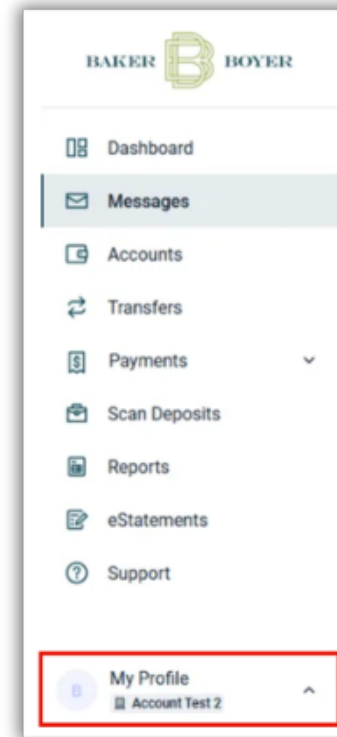 BAKER B BOYER
Dashboard
Messages
Accounts
Transfers
Payments
Scan Deposits
Reports
eStatements
Support
B My Profile
Account Test 2